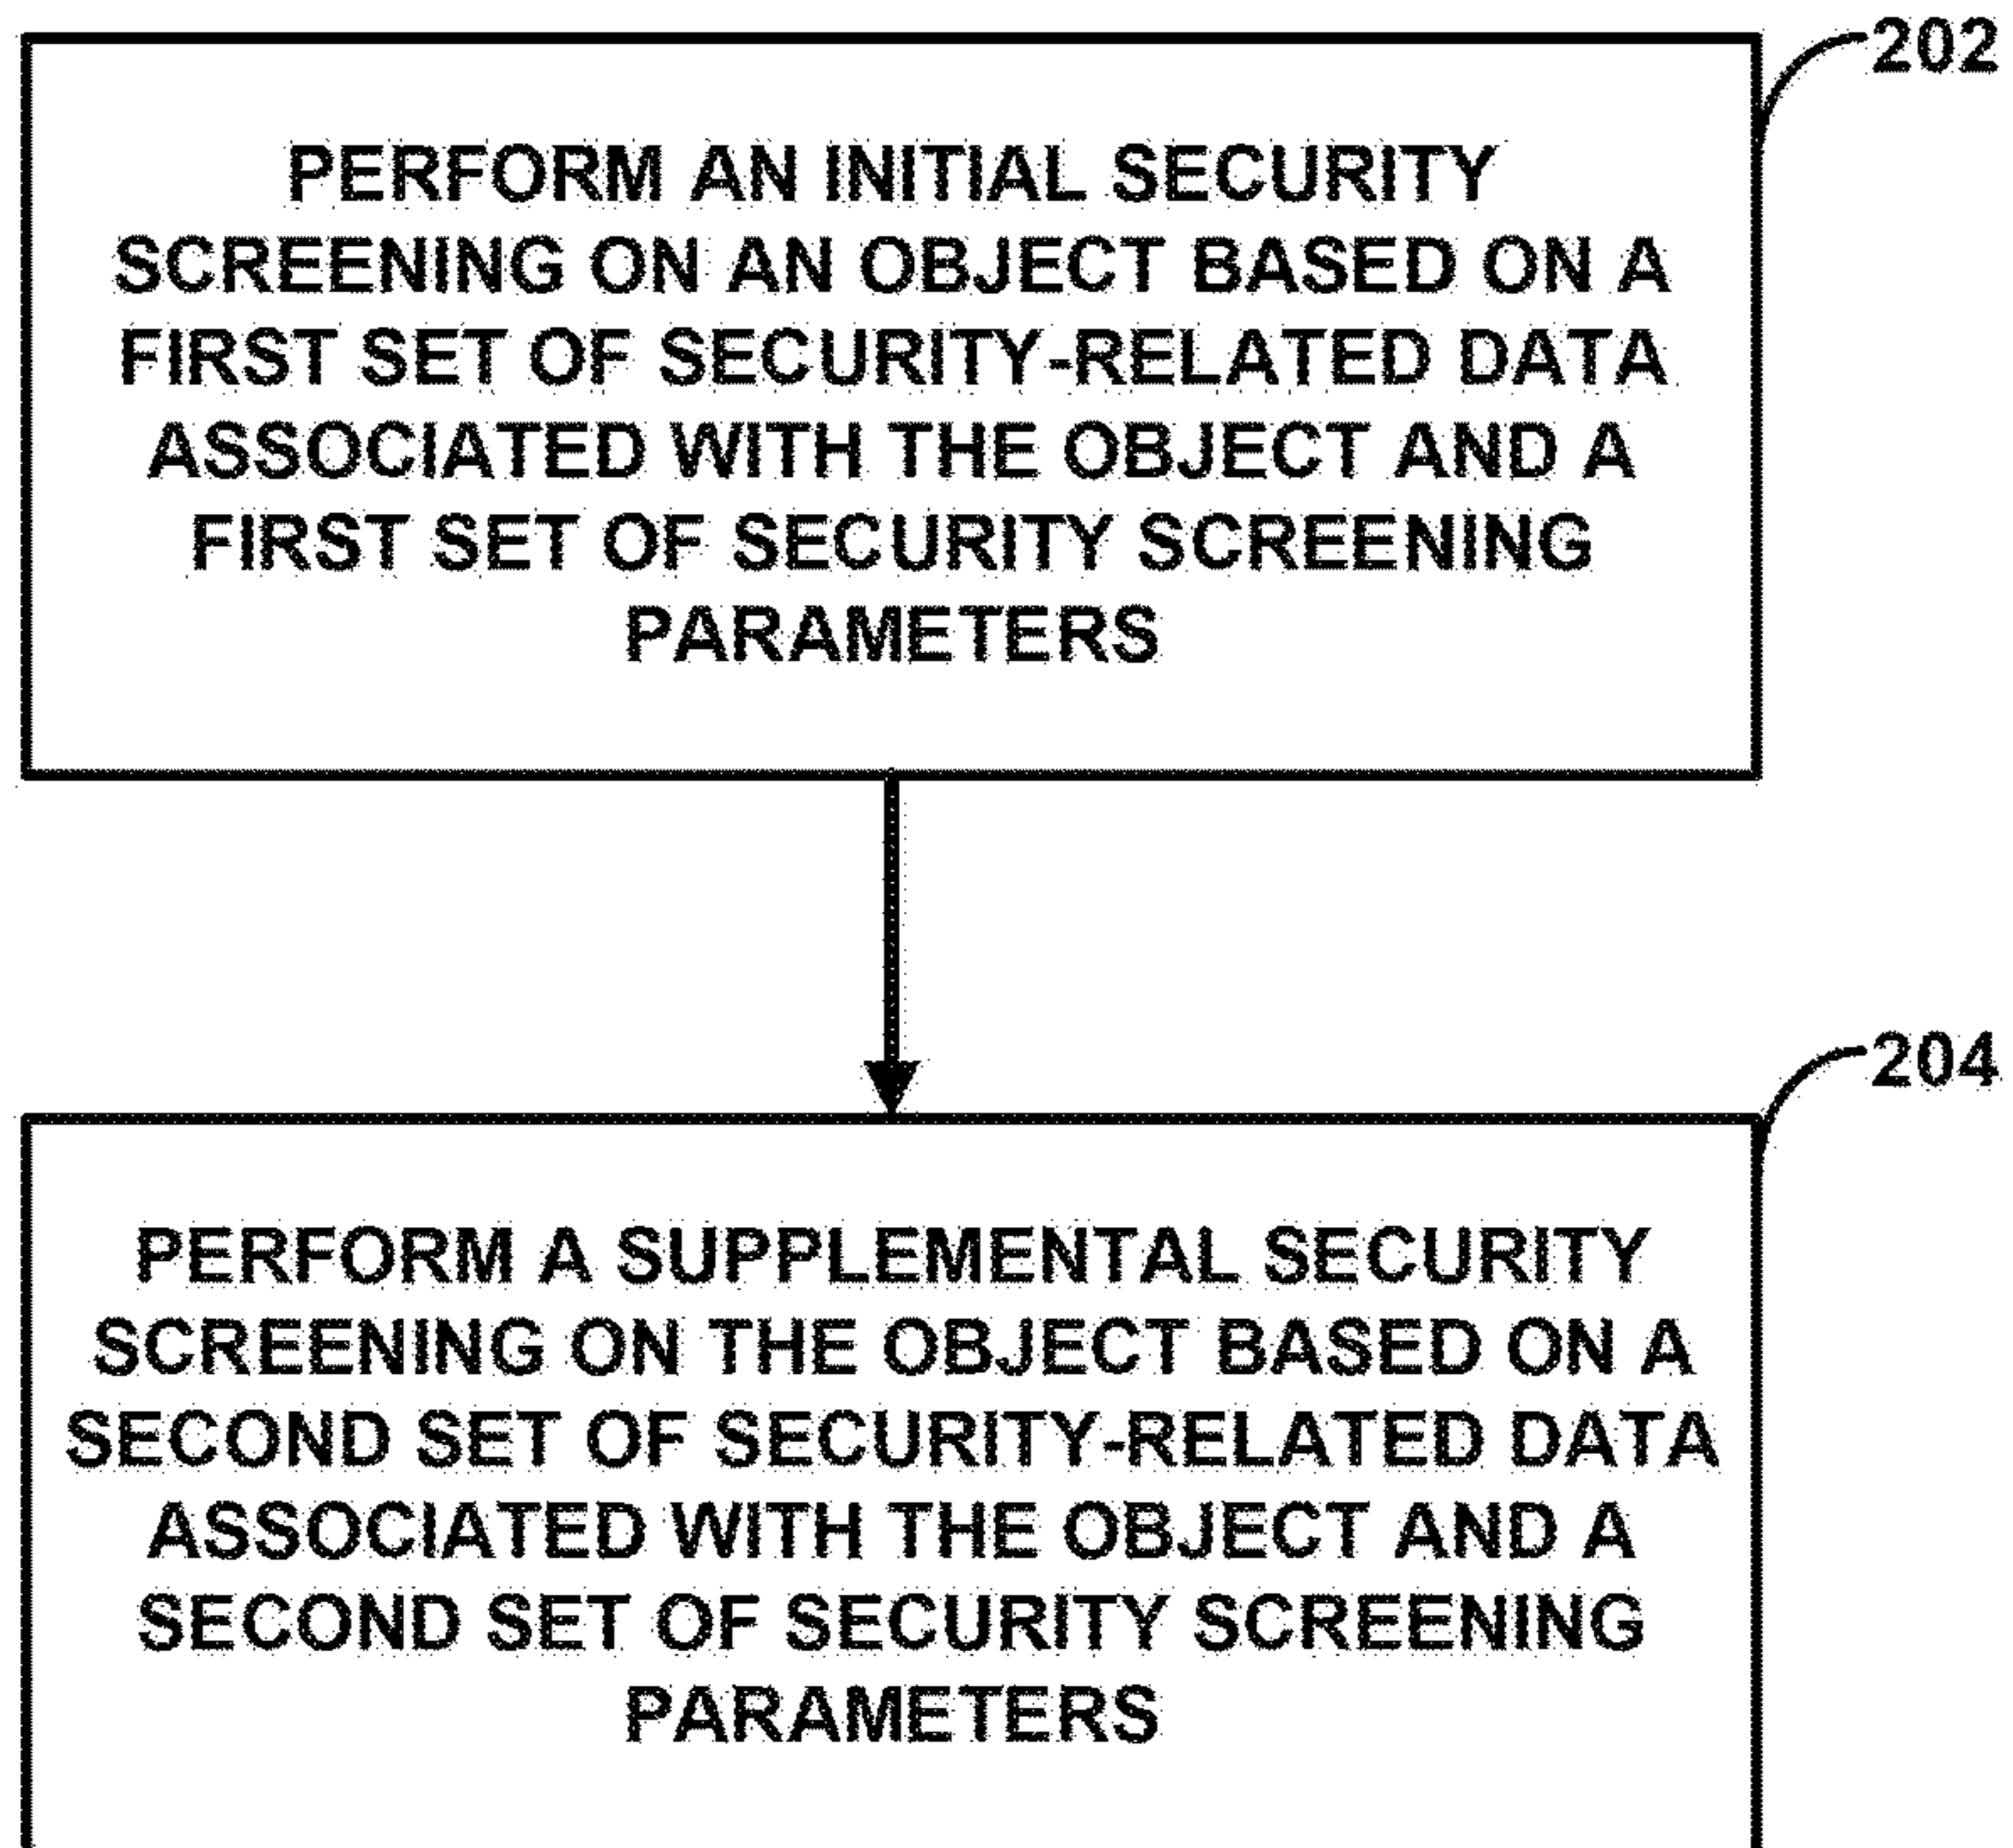 202
PERFORM AN INITIAL SECURITY
SCREENING ON AN OBJECT BASED ON A
FIRST SET OF SECURITY-RELATED DATA
ASSOCIATED WITH THE OBJECT AND A
FIRST SET OF SECURITY SCREENING
PARAMETERS
204
PERFORM A SUPPLEMENTAL SECURITY
SCREENING ON THE OBJECT BASED ON A
SECOND SET OF SECURITY-RELATED DATA
ASSOCIATED WITH THE OBJECT AND A
SECOND SET OF SECURITY SCREENING
PARAMETERS